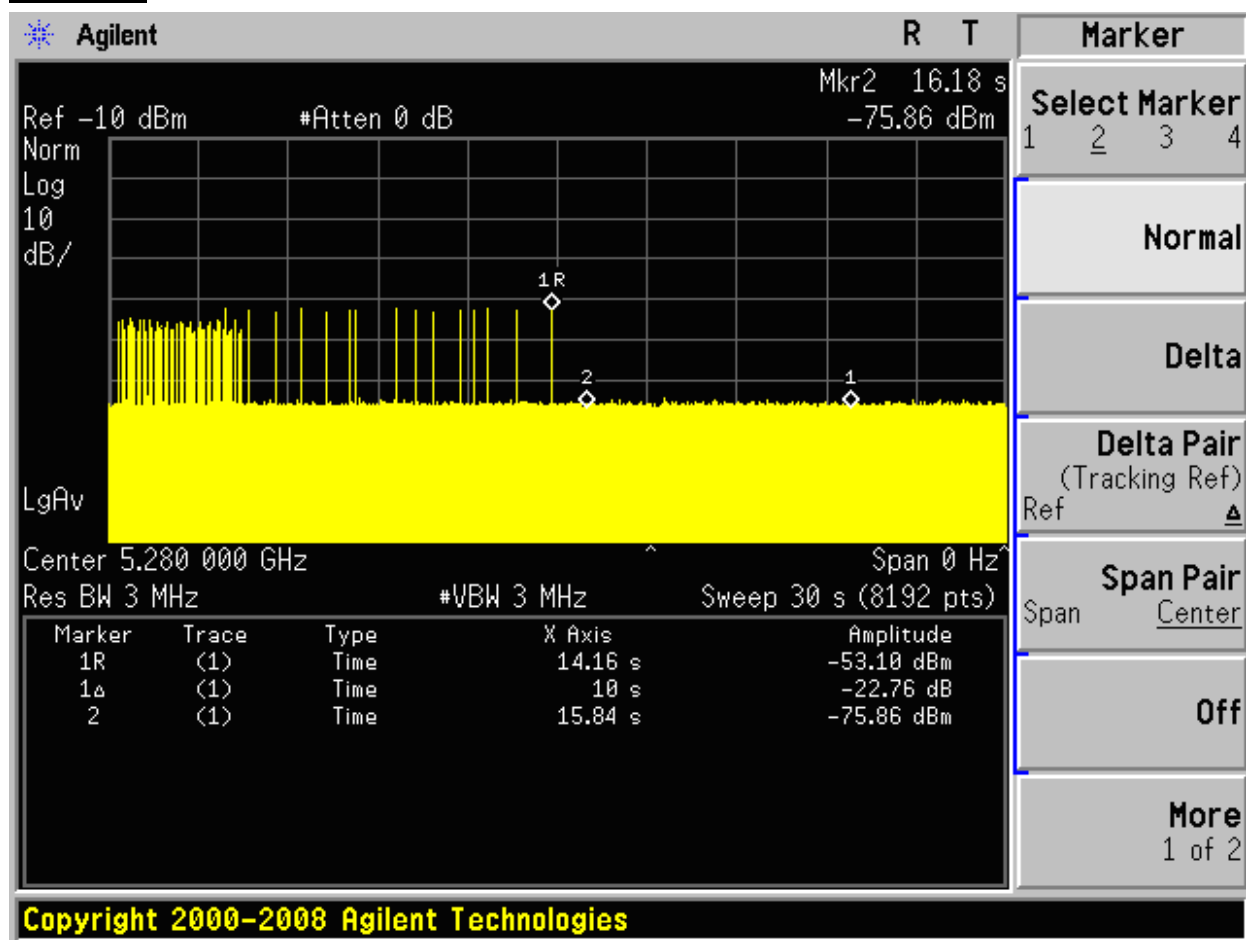 Agilent R T
Mkr2 16.18 s
Ref −10 dBm #Atten 0 dB −75.86 dBm
Norm
Log
10
dB/
1R
2
1
LgAv
Center 5.280 000 GHz ^ Span 0 Hz^
Res BW 3 MHz #VBW 3 MHz Sweep 30 s (8192 pts)
Marker Trace Type X Axis Amplitude
1R (1) Time 14.16 s −53.10 dBm
1Δ (1) Time 10 s −22.76 dB
2 (1) Time 15.84 s −75.86 dBm
Marker
Select Marker
1 2 3 4
Normal
Delta
Delta Pair
(Tracking Ref)
Ref Δ
Span Pair
Span Center
Off
More
1 of 2
Copyright 2000−2008 Agilent Technologies